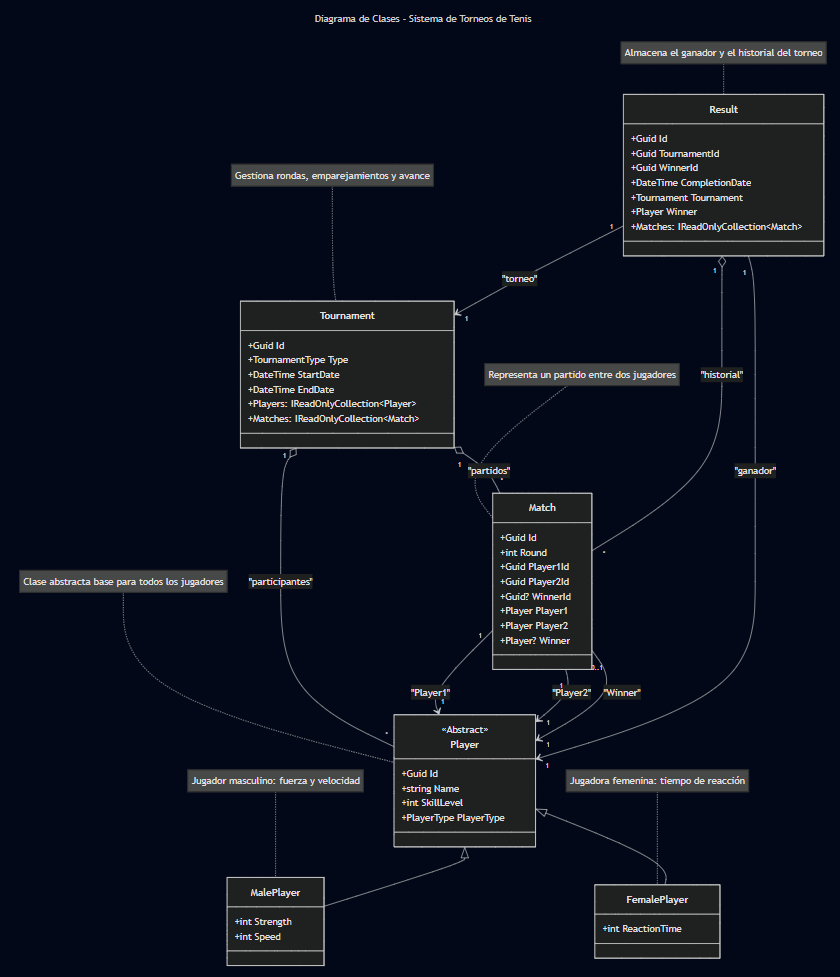 Diagrama de Clases - Sistema de Torneos de Tenis
Almacena el ganador y el historial del torneo
Result
+Guid Id
+Guid TournamentId
+Guid WinnerId
+DateTime CompletionDate
+Tournament Tournament
+Player Winner
+Matches: IReadOnlyCollection<Match>
Gestiona rondas, emparejamientos y avance
1
1
1
"torneo"
1
Tournament
+Guid Id
+TournamentType Type
+DateTime StartDate
+DateTime EndDate
+Players: IReadOnlyCollection<Player>
+Matches: IReadOnlyCollection<Match>
Representa un partido entre dos jugadores
"historial"
1
1
"partidos"
*
"ganador"
Match
+Guid Id
+int Round
+Guid Player1Id
+Guid Player2Id
+Guid? WinnerId
+Player Player1
+Player Player2
+Player? Winner
*
Clase abstracta base para todos los jugadores
"participantes"
1
1
0..1
"Player1"
"Player2"
"Winner"
1
1
*
1
1
«Abstract»
Player
+Guid Id
+string Name
+int SkillLevel
+PlayerType PlayerType
Jugador masculino: fuerza y velocidad
Jugadora femenina: tiempo de reacción
MalePlayer
+int Strength
+int Speed
FemalePlayer
+int ReactionTime